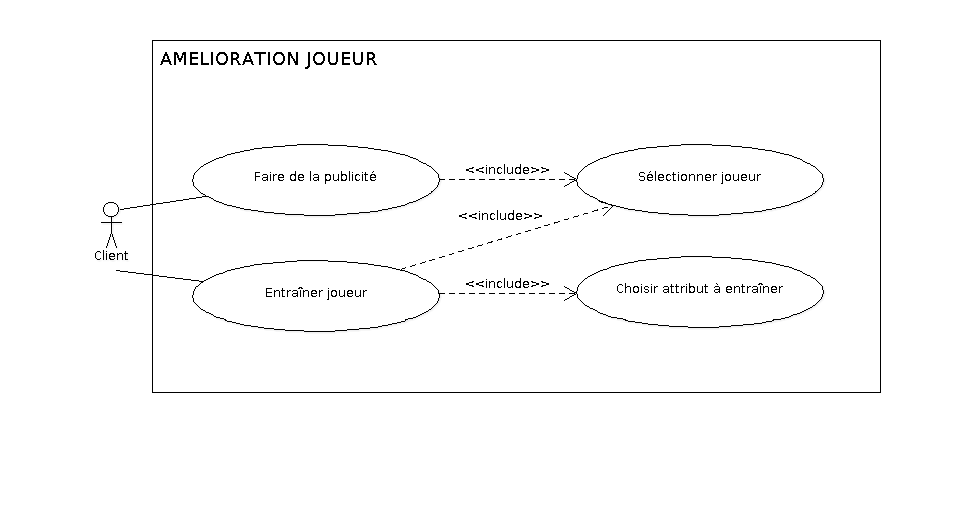 AMELIORATION JOUEUR
Faire de la publicité
<<include>>
Sélectionner joueur
<<include>>
Client
Entraîner joueur
<<include>>
Choisir attribut à entraîner